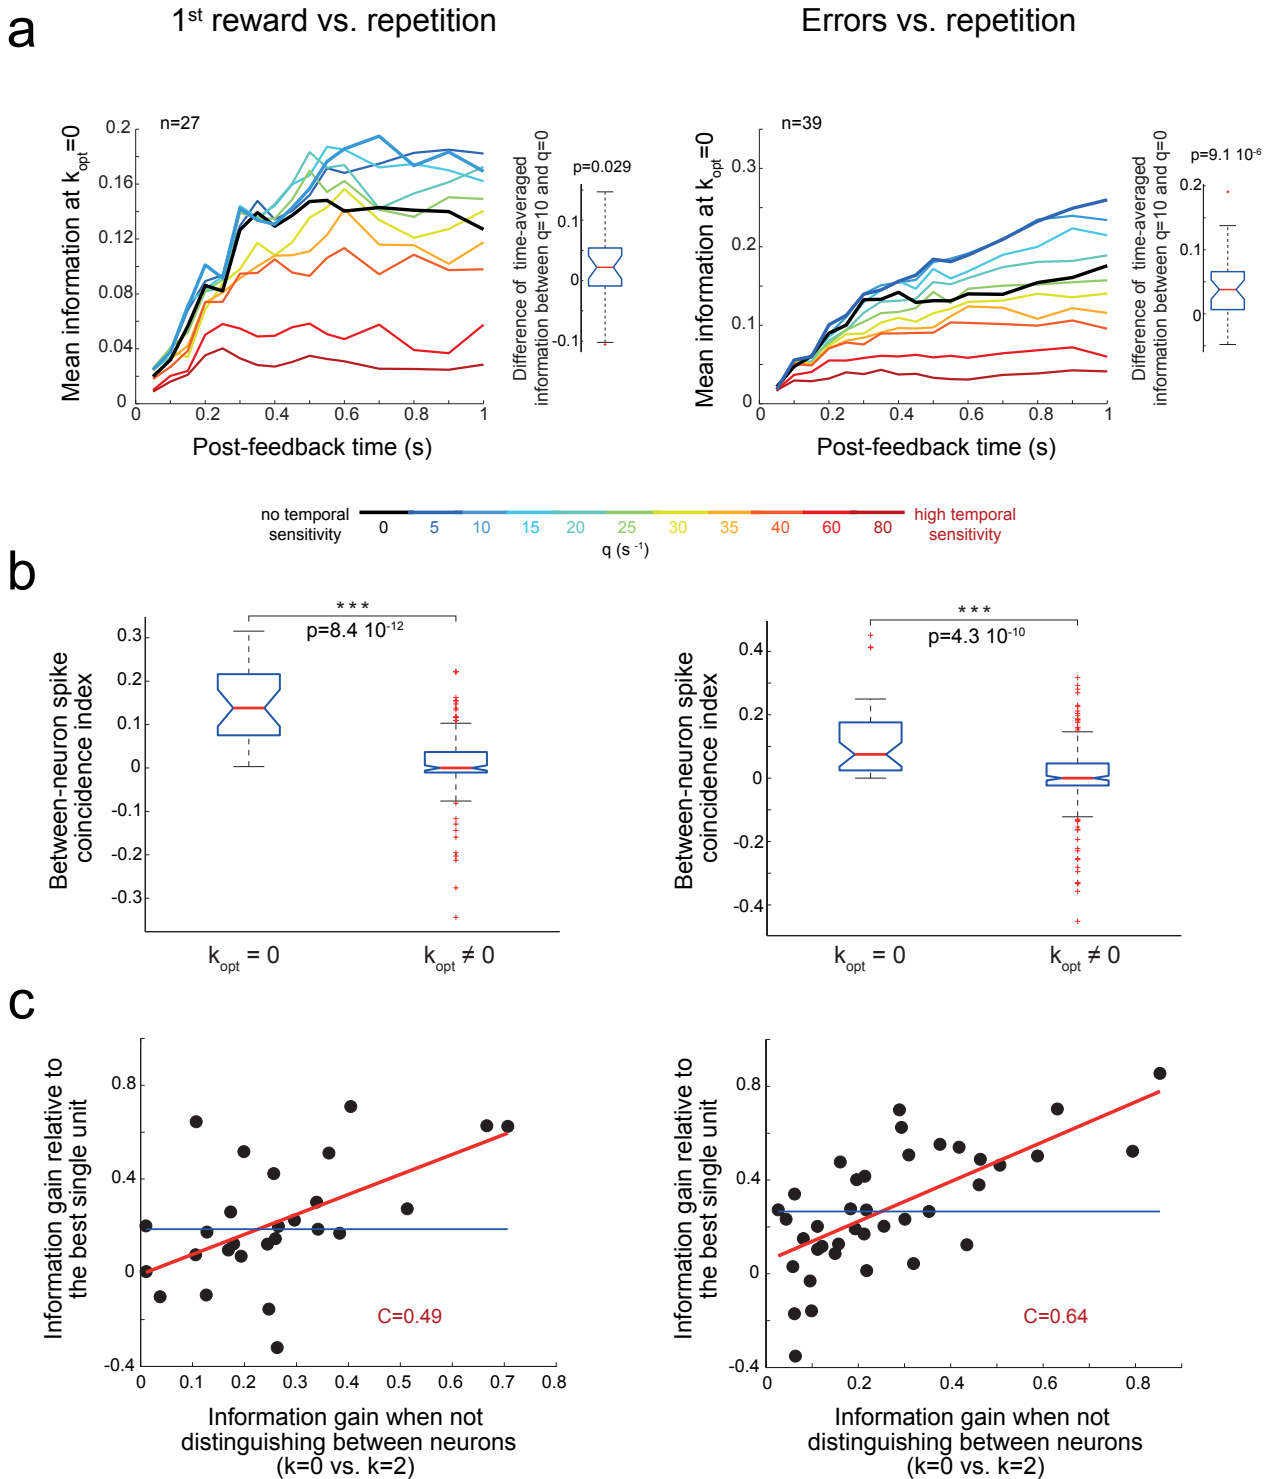 a
1st reward vs. repetition
Errors vs. repetition
n=27
Mean information at kopt=0
0.2
0.16
0.12
0.08
0.04
0
0 0.2 0.4 0.6 0.8 1
Post-feedback time (s)
Difference of time-averaged
information between q=10 and q=0
p=0.029
0.1
0
-0.1
n=39
Mean information at kopt=0
0.3
0.2
0.1
0
0 0.2 0.4 0.6 0.8 1
Post-feedback time (s)
Difference of time-averaged
information between q=10 and q=0
p=9.1 10-6
0.2
0.1
0
no temporal
sensitivity
0 5 10 15 20 25 30 35 40 60 80
q (s -1)
high temporal
sensitivity
b
Between-neuron spike
coincidence index
***
p=8.4 10-12
0.3
0.2
0.1
0
-0.1
-0.2
-0.3
kopt = 0
kopt ≠ 0
Between-neuron spike
coincidence index
***
p=4.3 10-10
0.4
0.2
0
-0.2
-0.4
kopt = 0
kopt ≠ 0
c
Information gain relative to
the best single unit
0.8
0.4
0
-0.4
C=0.49
0 0.1 0.2 0.3 0.4 0.5 0.6 0.7 0.8
Information gain when not
distinguishing between neurons
(k=0 vs. k=2)
Information gain relative to
the best single unit
0.8
0.4
0
-0.4
C=0.64
0 0.2 0.4 0.6 0.8
Information gain when not
distinguishing between neurons
(k=0 vs. k=2)